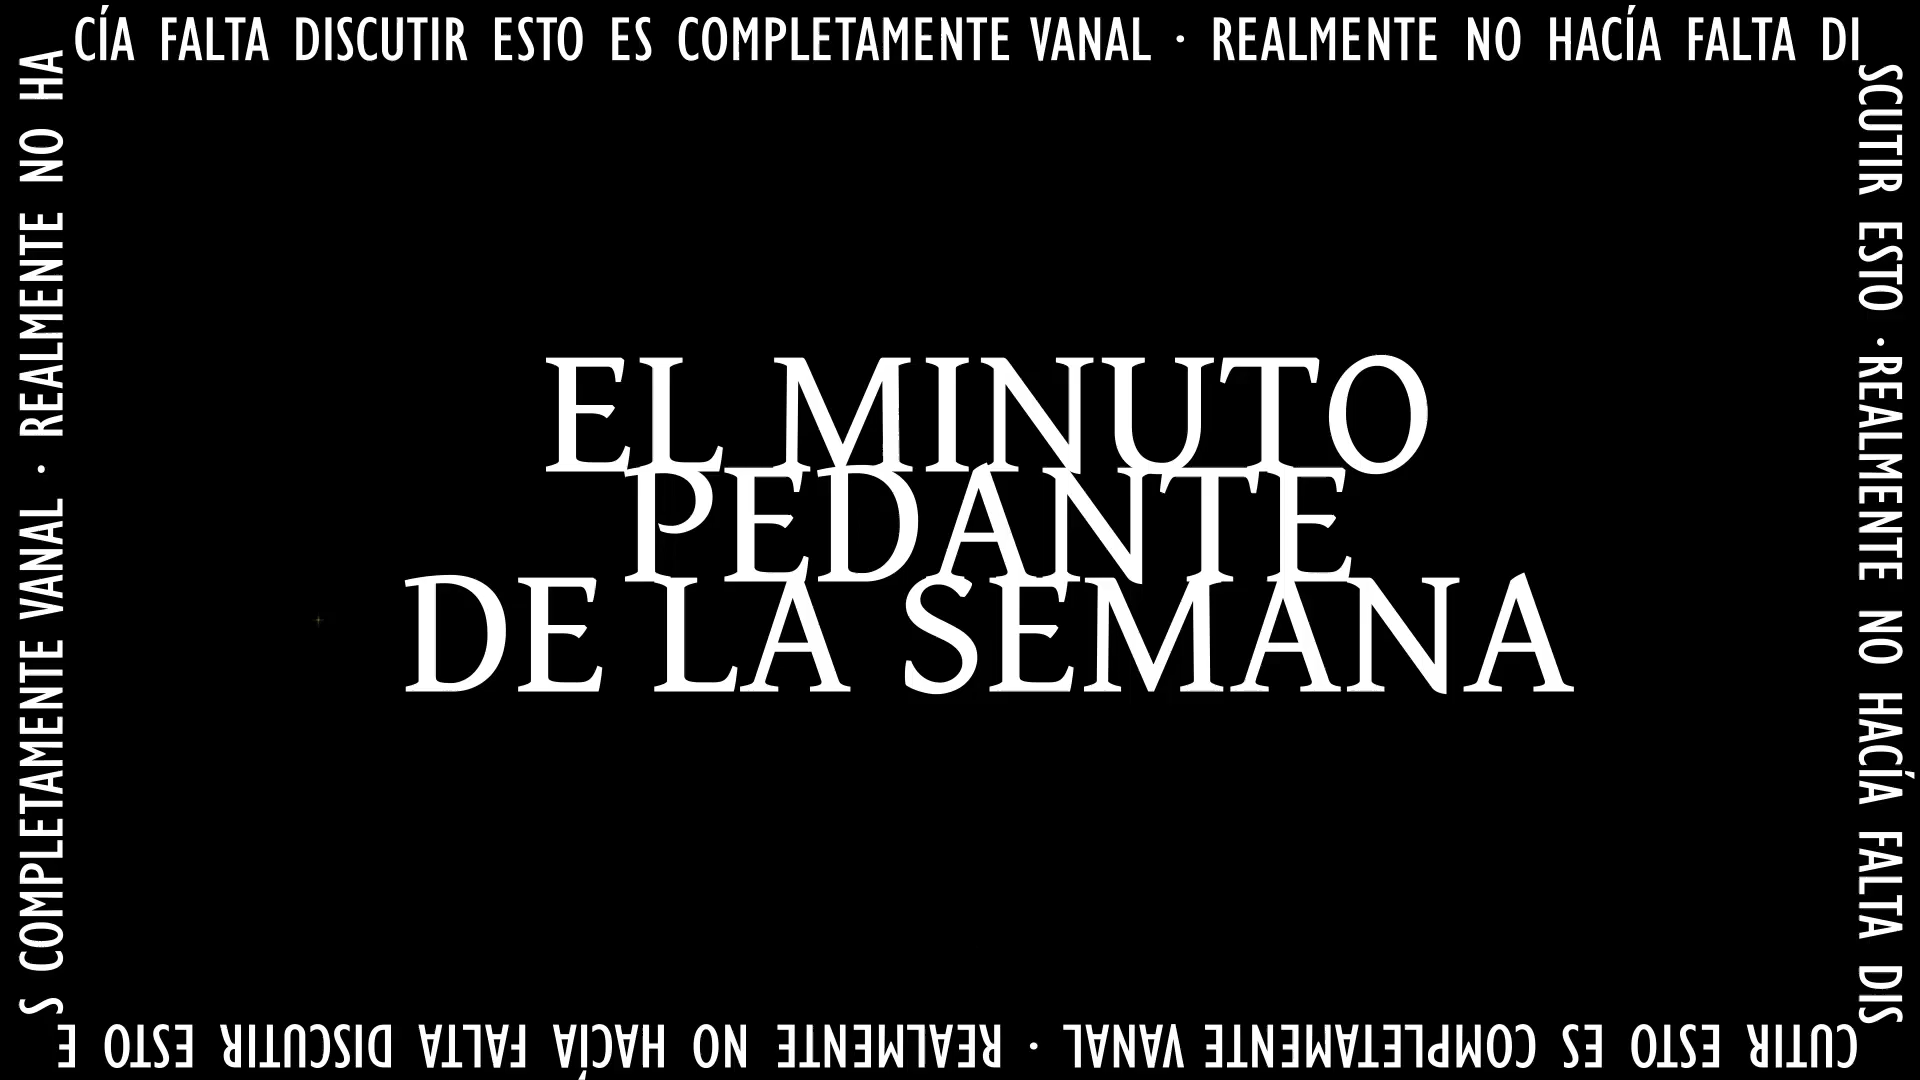 CÍA FALTA DISCUTIR ESTO ES COMPLETAMENTE VANAL · REALMENTE NO HACÍA FALTA DI
SCUTIR ESTO · REALMENTE NO HACÍA FALTA DIS
CUTIR ESTO ES COMPLETAMENTE VANAL · REALMENTE NO HACÍA FALTA DISCUTIR ESTO E
S COMPLETAMENTE VANAL · REALMENTE NO HA
EL MINUTO
PEDANTE
DE LA SEMANA